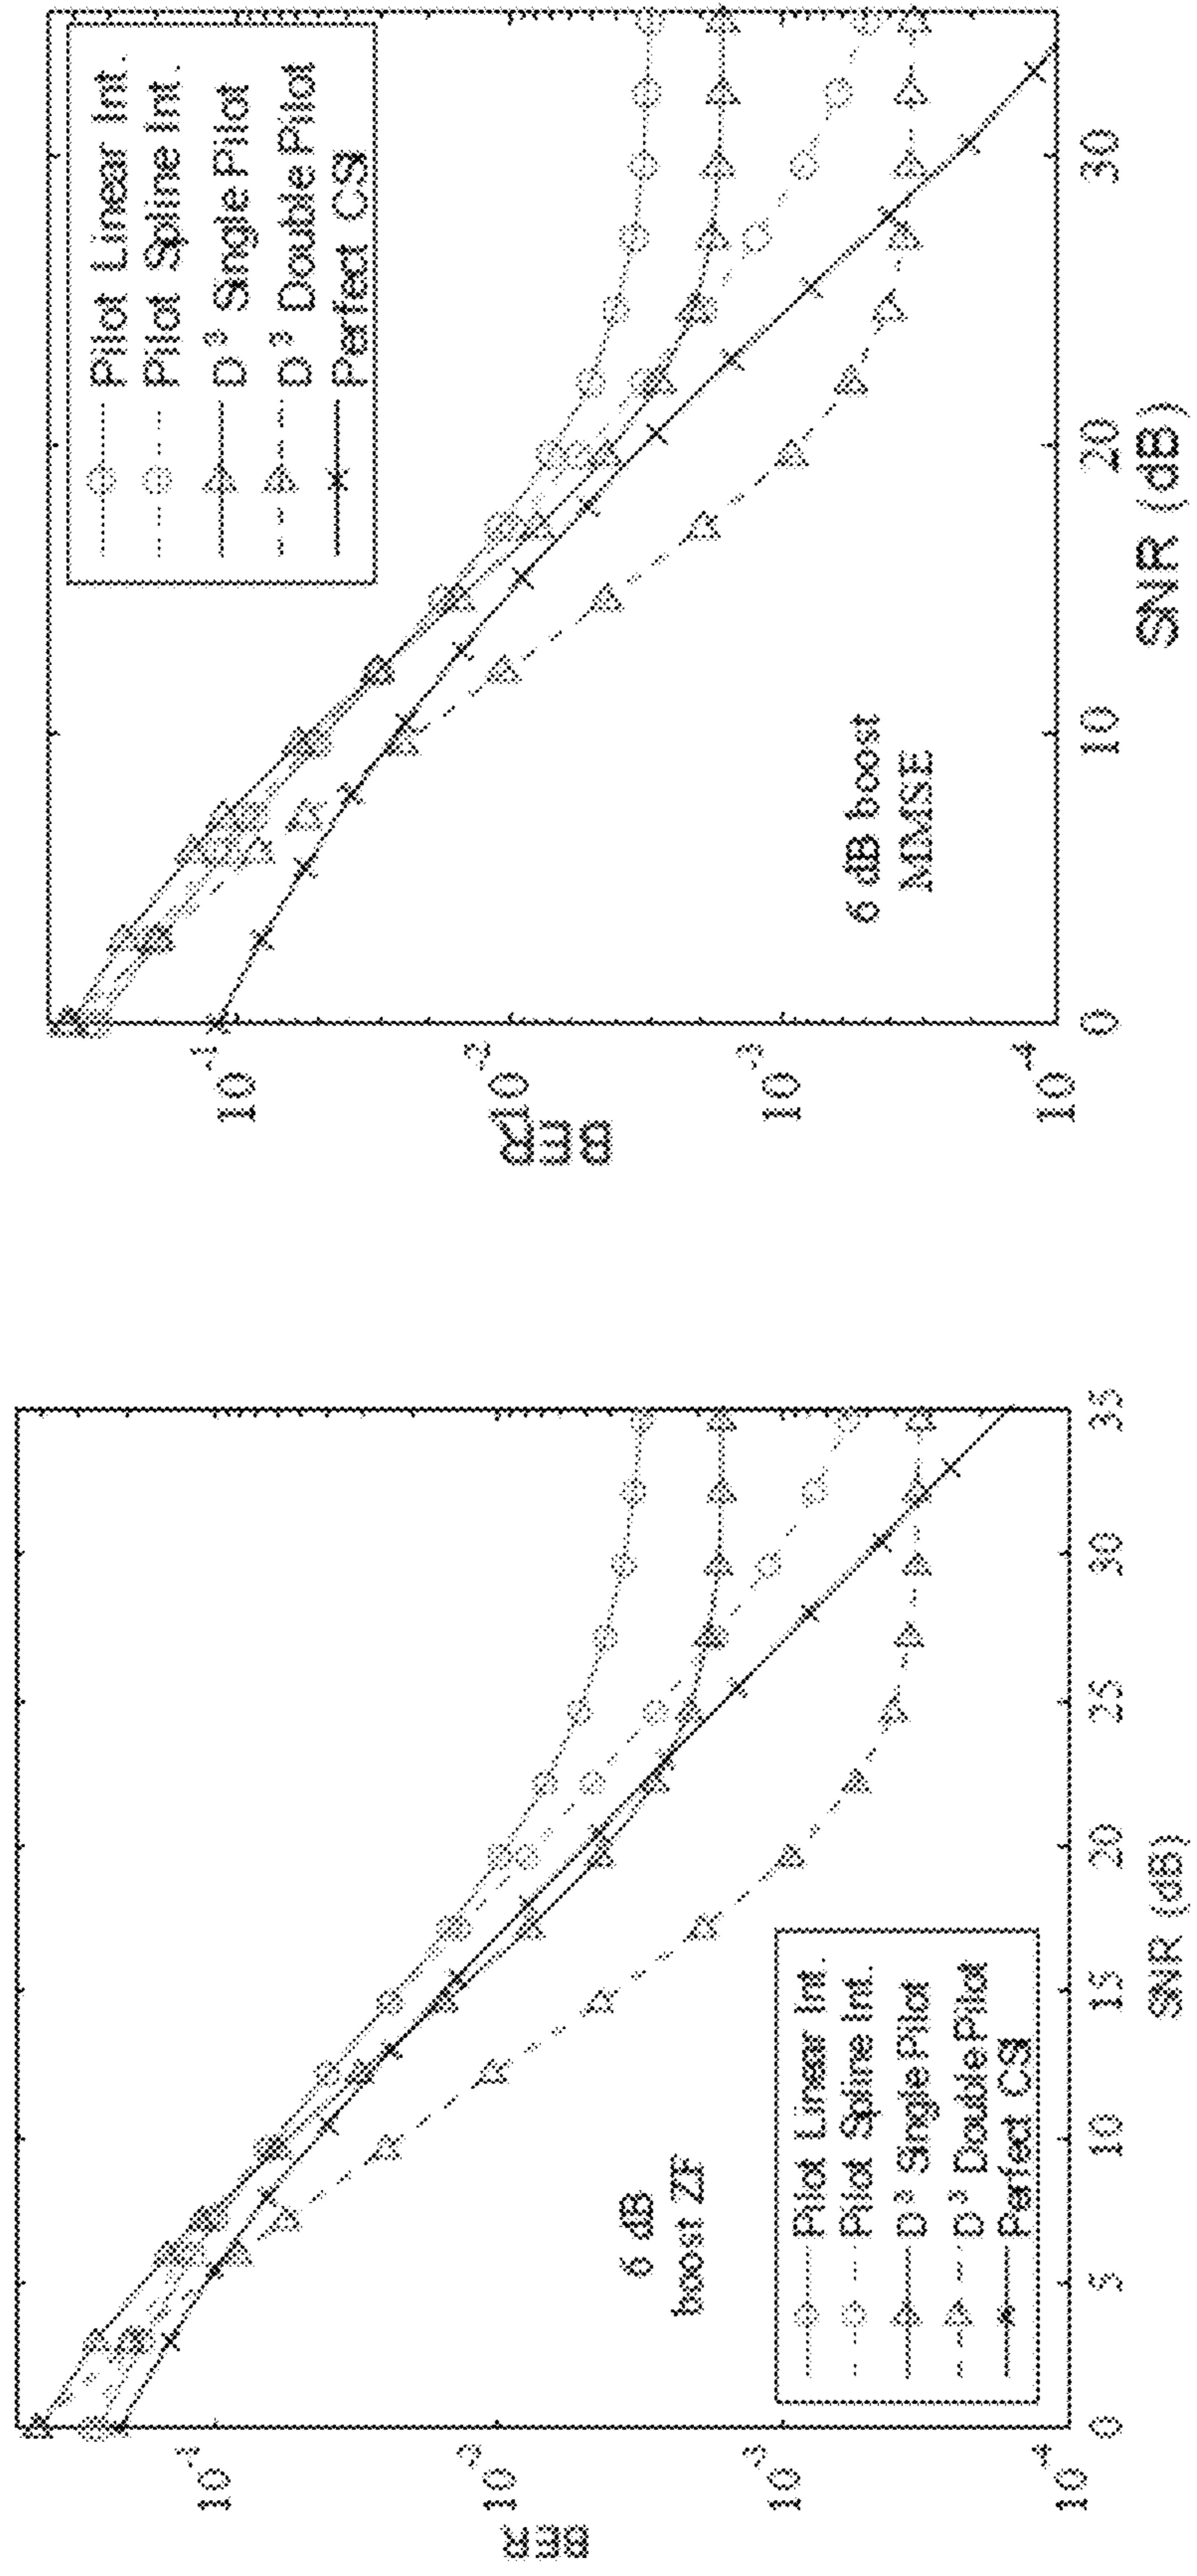 BER
10^-1
10^-3
10^-3
10^-4
6 dB
boost ZF
Pilot Linear Int.
Pilot Spline Int.
D³ Single Pilot
D³ Double Pilot
Perfect CSI
0 5 10 15 20 25 30 35
SNR (dB)
BER
10^-1
10^-2
10^-3
10^-4
Pilot Linear Int.
Pilot Spline Int.
D³ Single Pilot
D³ Double Pilot
Perfect CSI
6 dB boost
MMSE
0 10 20 30
SNR (dB)